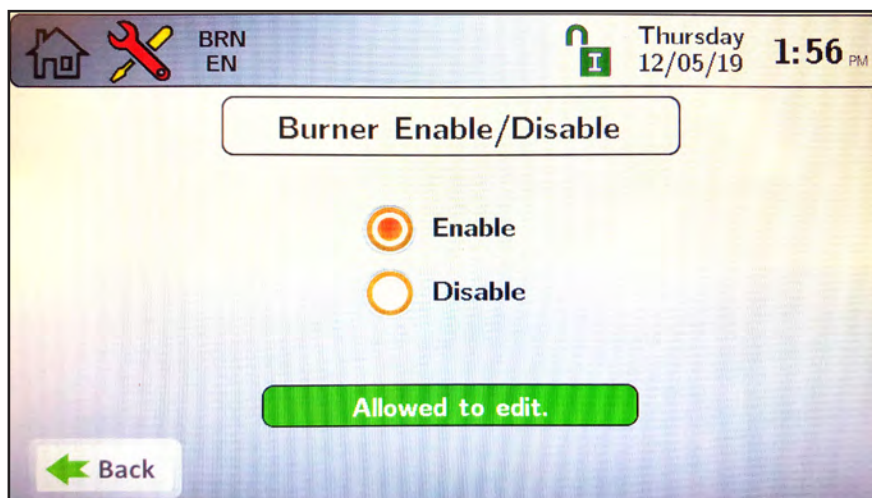 BRN
EN
I
Thursday
12/05/19
1:56 PM
Burner Enable/Disable
Enable
Disable
Allowed to edit.
Back